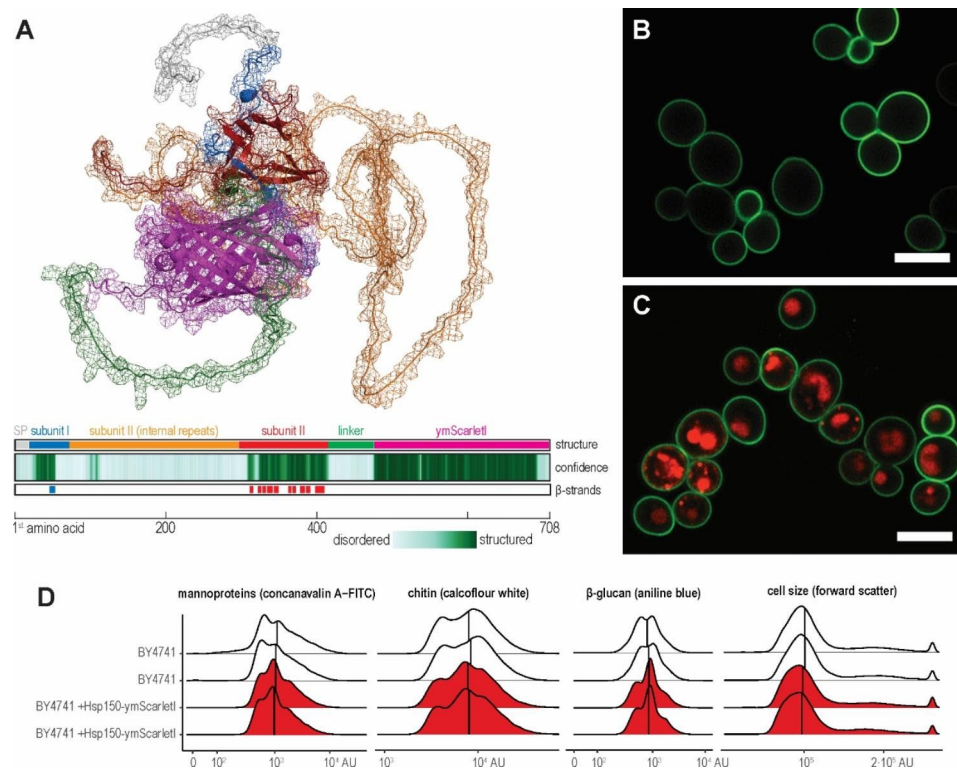 A
B
C
SP subunit I subunit II (internal repeats) subunit II linker ymScarletI
structure
confidence
β-strands
1st amino acid 200 400 708
disordered structured
D
mannoproteins (concanavalin A–FITC) chitin (calcoflour white) β-glucan (aniline blue) cell size (forward scatter)
BY4741
BY4741
BY4741 +Hsp150-ymScarletI
BY4741 +Hsp150-ymScarletI
0 10² 10³ 10⁴ AU 10³ 10⁴ AU 0 10² 10³ 10⁴ AU 10⁵ 2·10⁵ AU